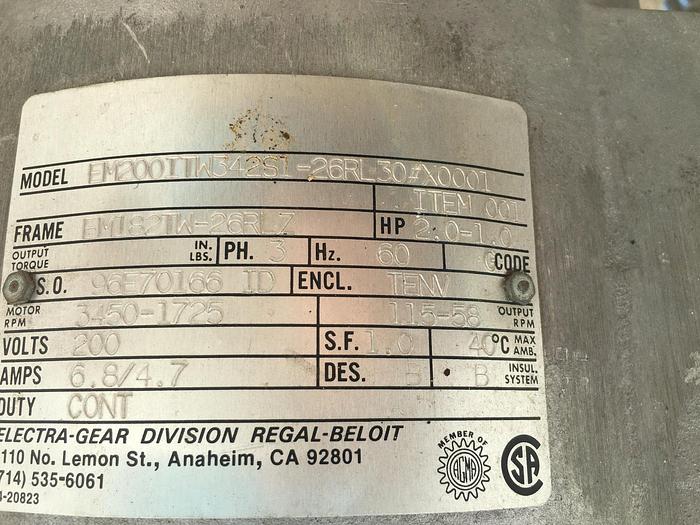 MODEL EM200ITW342S1-26RL30#X0001
ITEM 001
FRAME EM182TW-26RLZ HP 2.0-1.0
OUTPUT TORQUE IN. LBS. PH. 3 Hz. 60 CODE
S.O. 96E70166 ID ENCL. TENV
MOTOR RPM 3450-1725 115-58 OUTPUT RPM
VOLTS 200 S.F. 1.0 40°C MAX AMB.
AMPS 6.8/4.7 DES. B B INSUL. SYSTEM
DUTY CONT
ELECTRA-GEAR DIVISION REGAL-BELOIT
1110 No. Lemon St., Anaheim, CA 92801
(714) 535-6061
4-20823
MEMBER OF
AGMA
SA